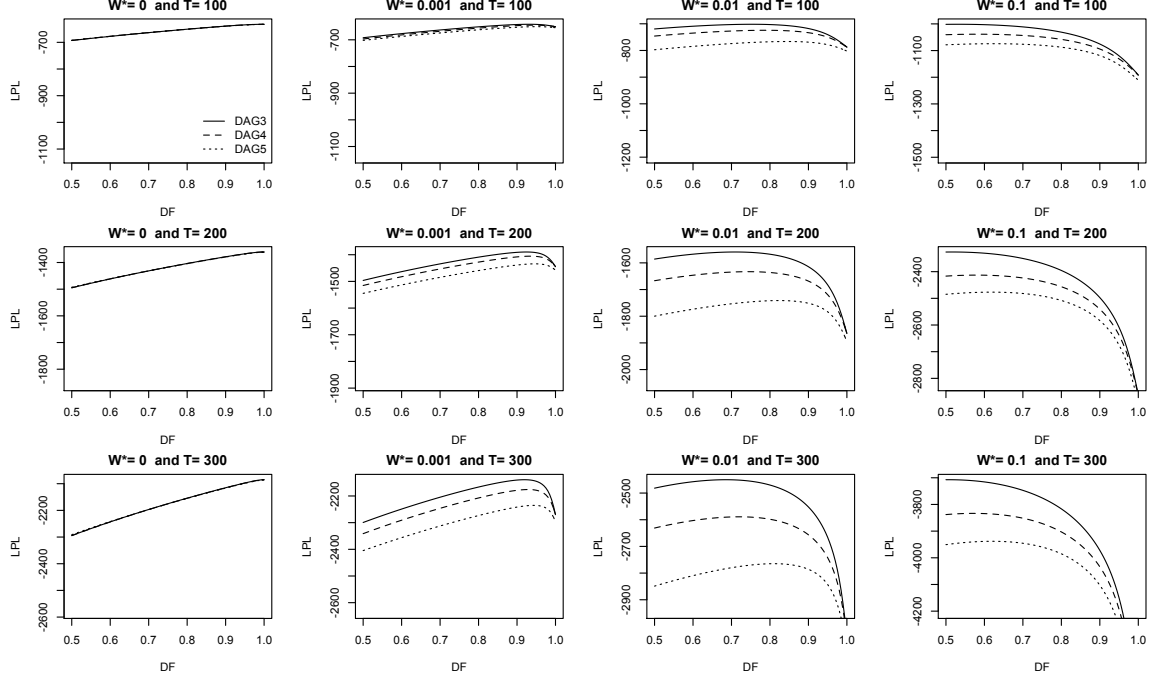 W*= 0 and T= 100
LPL
-700
-900
-1100
DAG3
DAG4
DAG5
0.5 0.6 0.7 0.8 0.9 1.0
DF
W*= 0.001 and T= 100
LPL
-700
-900
-1100
0.5 0.6 0.7 0.8 0.9 1.0
DF
W*= 0.01 and T= 100
LPL
-800
-1000
-1200
0.5 0.6 0.7 0.8 0.9 1.0
DF
W*= 0.1 and T= 100
LPL
-1100
-1300
-1500
0.5 0.6 0.7 0.8 0.9 1.0
DF
W*= 0 and T= 200
LPL
-1400
-1600
-1800
0.5 0.6 0.7 0.8 0.9 1.0
DF
W*= 0.001 and T= 200
LPL
-1500
-1700
-1900
0.5 0.6 0.7 0.8 0.9 1.0
DF
W*= 0.01 and T= 200
LPL
-1600
-1800
-2000
0.5 0.6 0.7 0.8 0.9 1.0
DF
W*= 0.1 and T= 200
LPL
-2400
-2600
-2800
0.5 0.6 0.7 0.8 0.9 1.0
DF
W*= 0 and T= 300
LPL
-2200
-2400
-2600
0.5 0.6 0.7 0.8 0.9 1.0
DF
W*= 0.001 and T= 300
LPL
-2200
-2400
-2600
0.5 0.6 0.7 0.8 0.9 1.0
DF
W*= 0.01 and T= 300
LPL
-2500
-2700
-2900
0.5 0.6 0.7 0.8 0.9 1.0
DF
W*= 0.1 and T= 300
LPL
-3800
-4000
-4200
0.5 0.6 0.7 0.8 0.9 1.0
DF